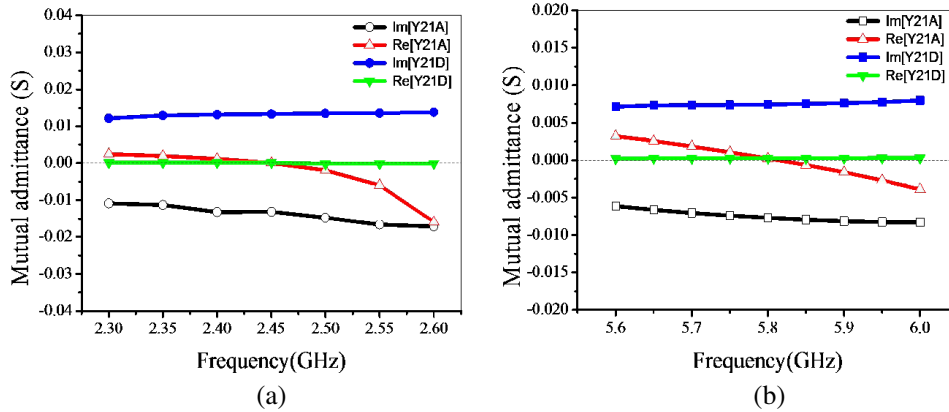 Mutual admittance (S)
0.04
0.03
0.02
0.01
0.00
-0.01
-0.02
-0.03
-0.04
Im[Y21A]
Re[Y21A]
Im[Y21D]
Re[Y21D]
2.30 2.35 2.40 2.45 2.50 2.55 2.60
Frequency(GHz)
(a)
Mutual admittance (S)
0.020
0.015
0.010
0.005
0.000
-0.005
-0.010
-0.015
-0.020
Im[Y21A]
Re[Y21A]
Im[Y21D]
Re[Y21D]
5.6 5.7 5.8 5.9 6.0
Frequency(GHz)
(b)